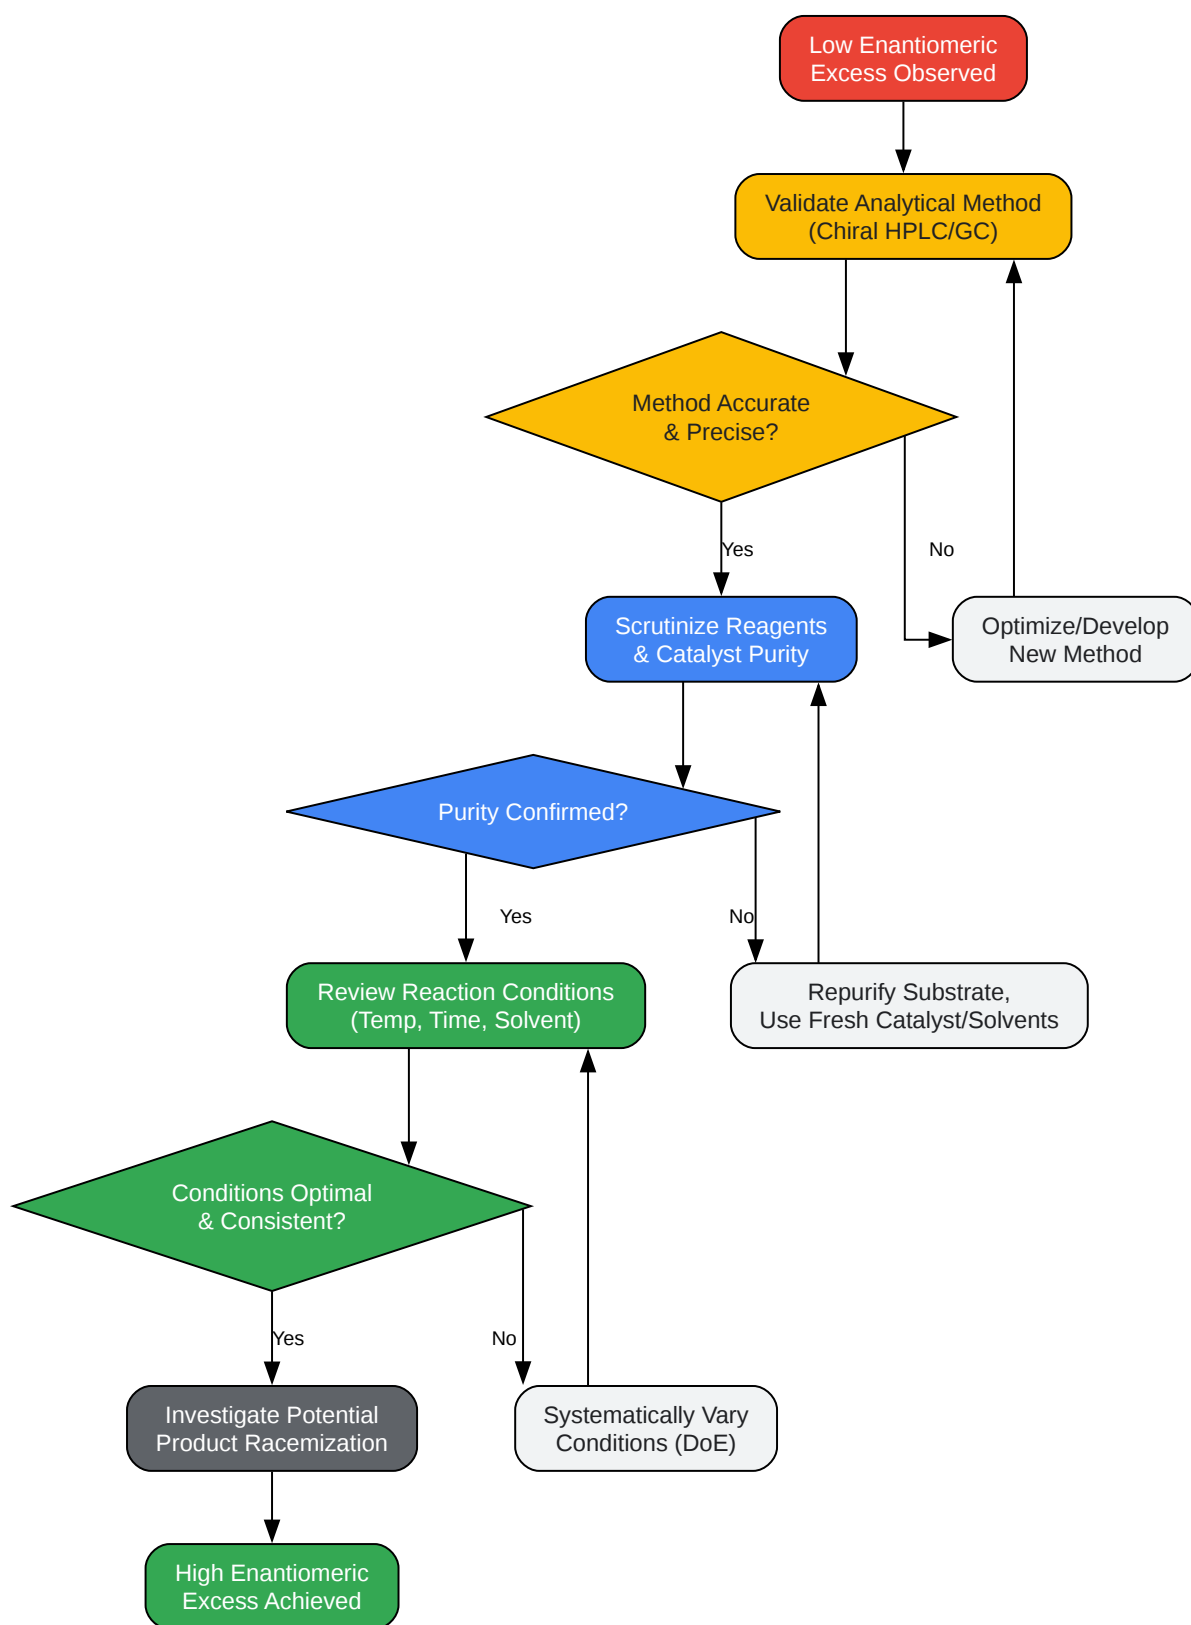 Low Enantiomeric
Excess Observed
Validate Analytical Method
(Chiral HPLC/GC)
Method Accurate
& Precise?
Yes
No
Scrutinize Reagents
& Catalyst Purity
Optimize/Develop
New Method
Purity Confirmed?
Yes
No
Review Reaction Conditions
(Temp, Time, Solvent)
Repurify Substrate,
Use Fresh Catalyst/Solvents
Conditions Optimal
& Consistent?
Yes
No
Investigate Potential
Product Racemization
Systematically Vary
Conditions (DoE)
High Enantiomeric
Excess Achieved